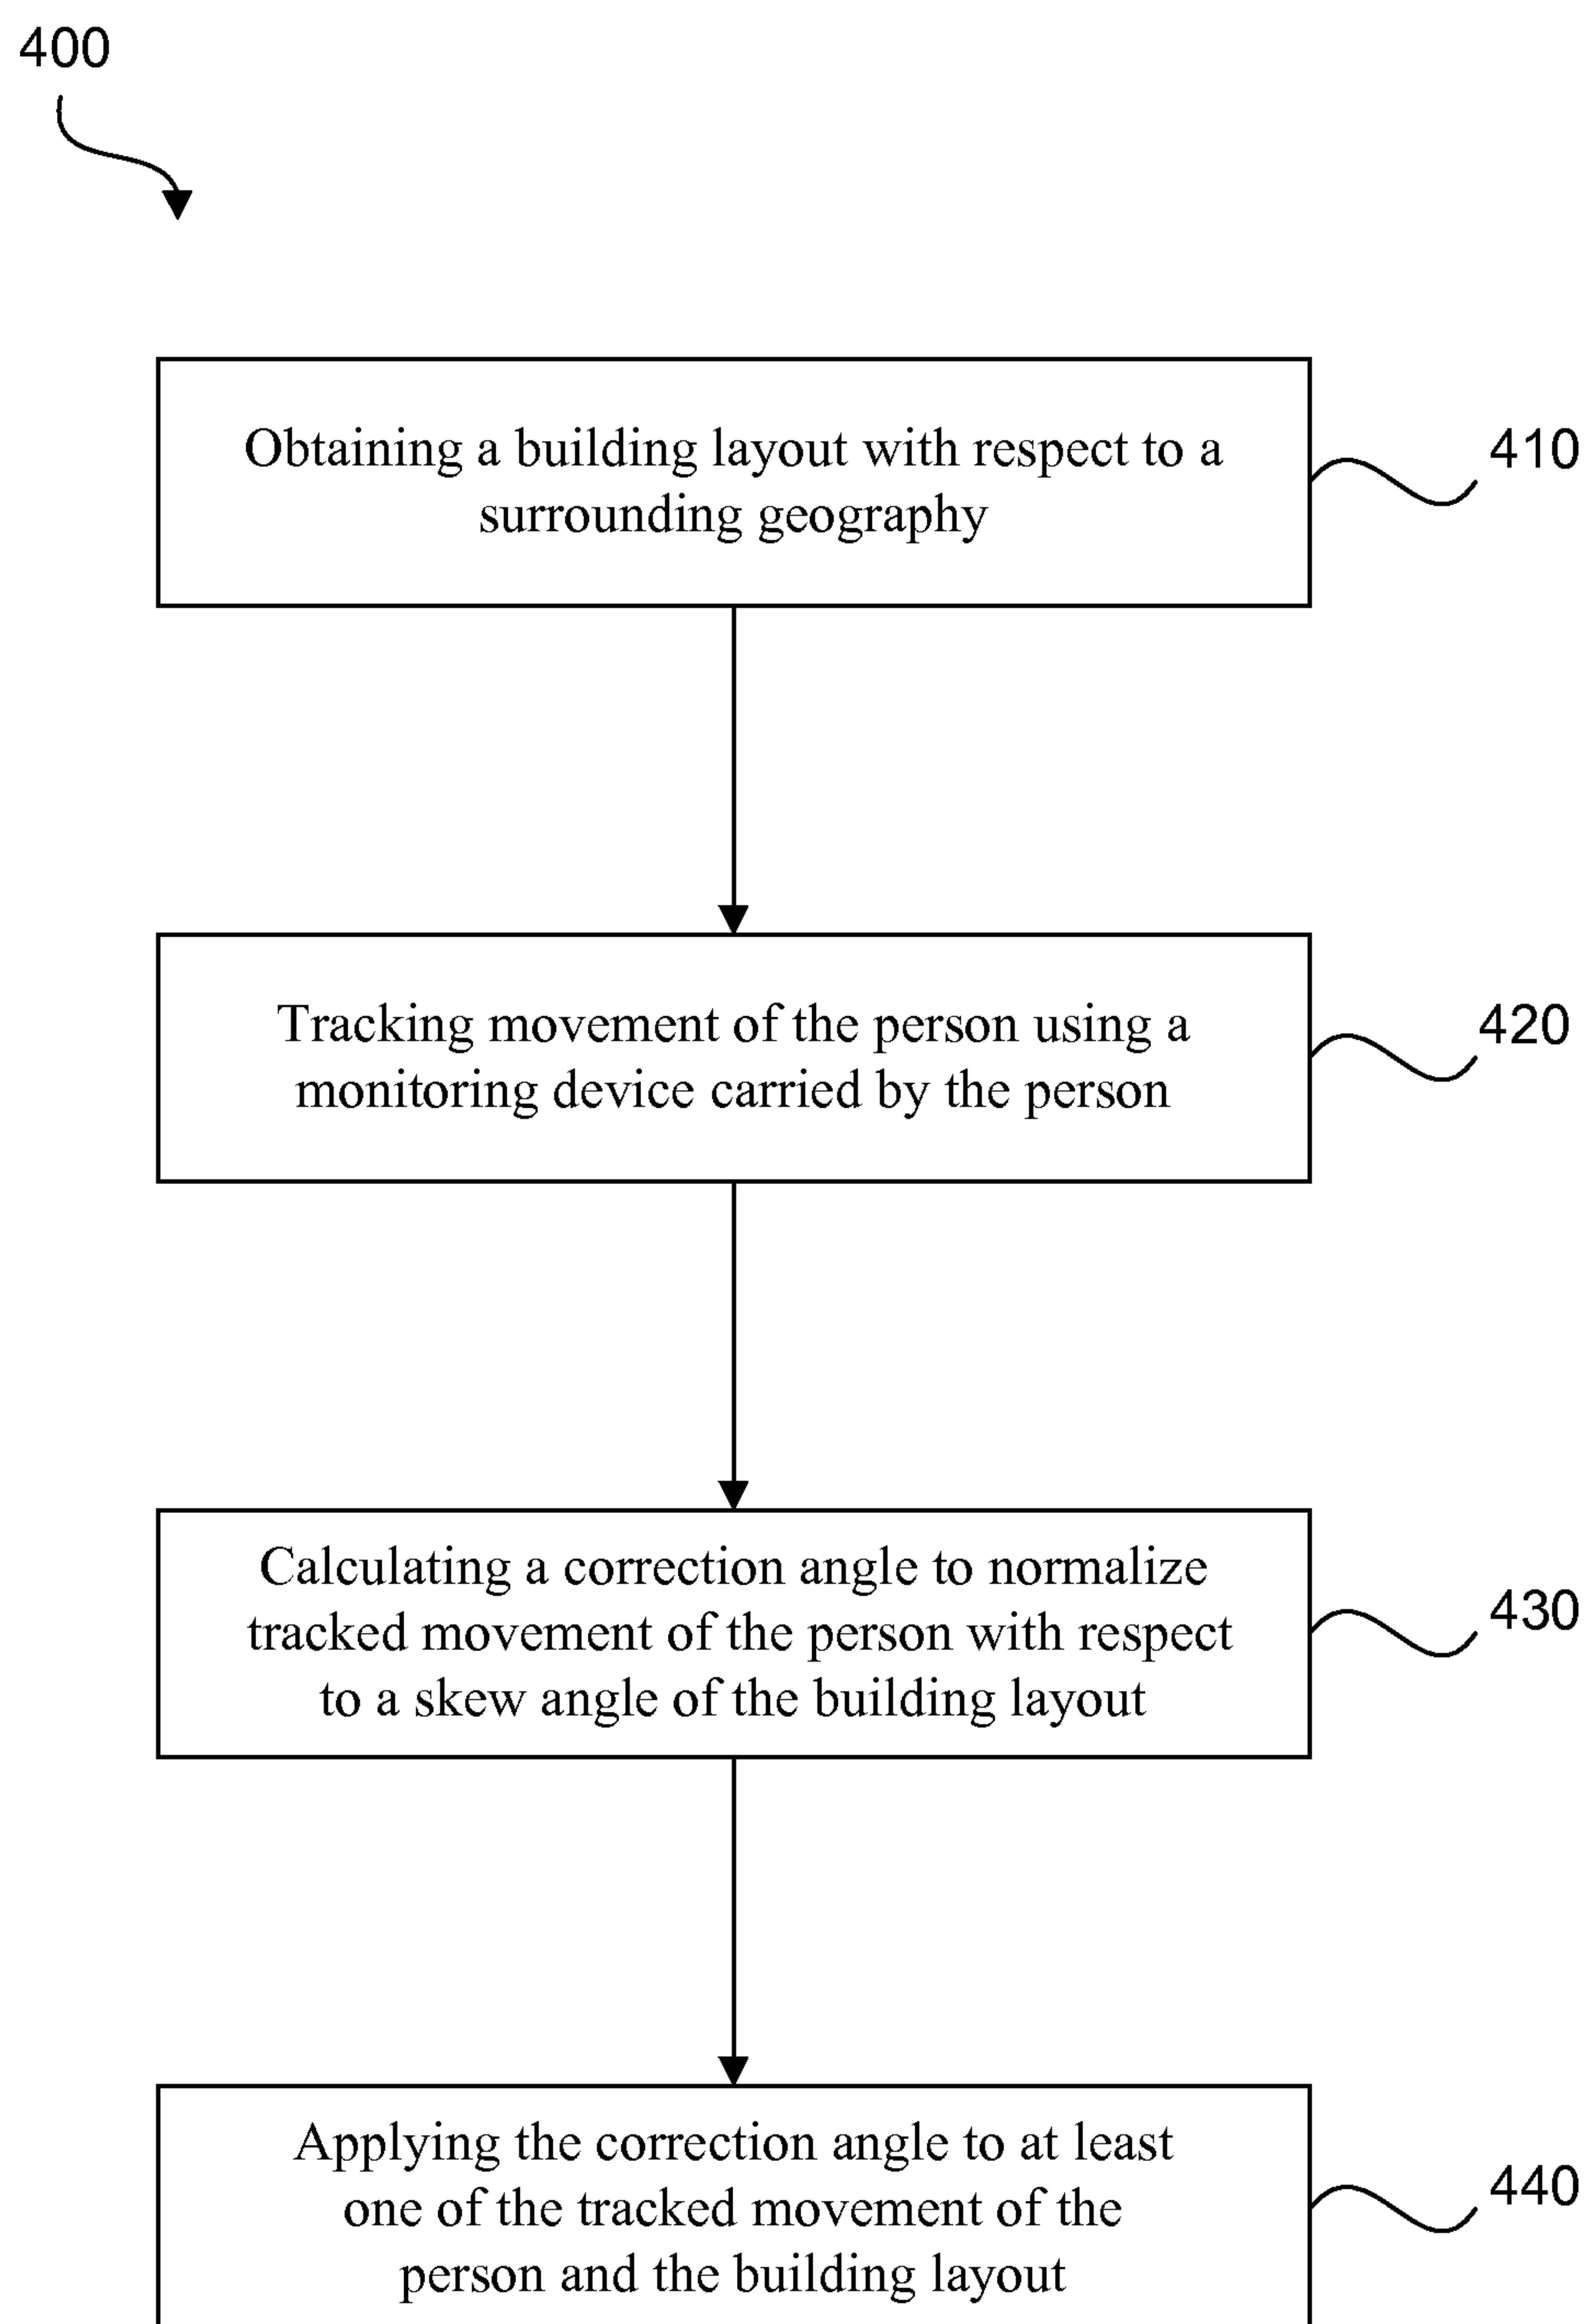 400
Obtaining a building layout with respect to a
surrounding geography
410
Tracking movement of the person using a
monitoring device carried by the person
420
Calculating a correction angle to normalize
tracked movement of the person with respect
to a skew angle of the building layout
430
Applying the correction angle to at least
one of the tracked movement of the
person and the building layout
440